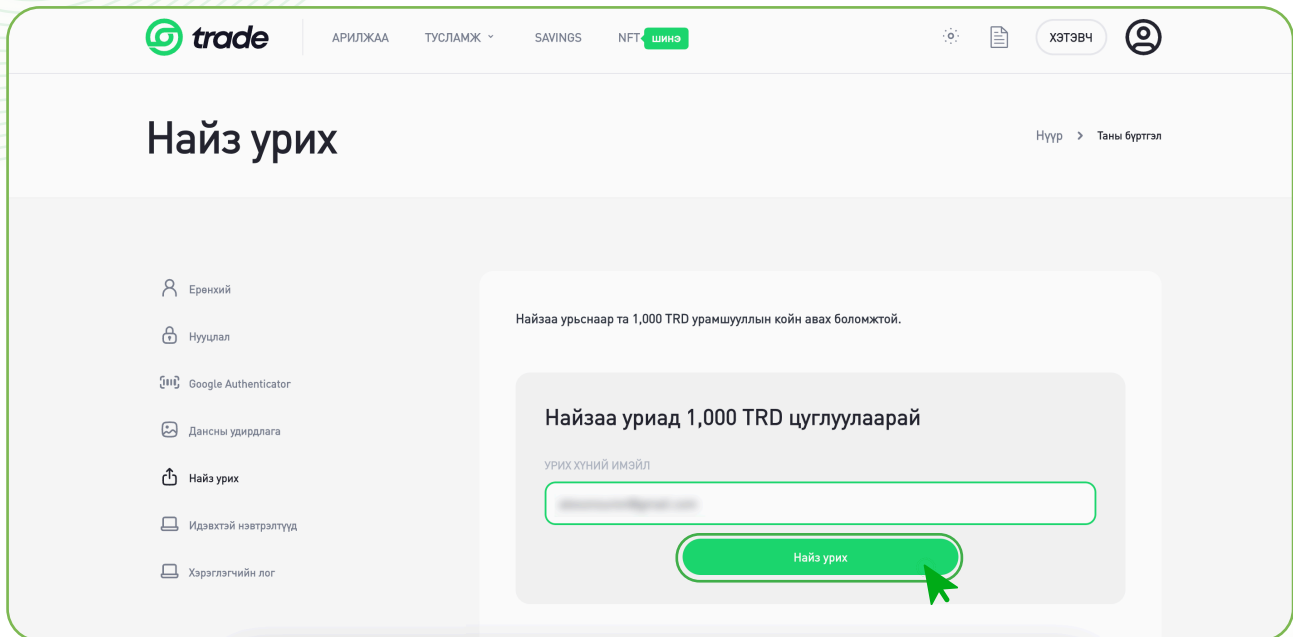 trade
АРИЛЖАА ТУСЛАМЖ SAVINGS NFT шинэ ХЭТЭВЧ
Найз урих
Нүүр > Таны бүртгэл
Ерөнхий
Нууцлал
Google Authenticator
Дансны удирдлага
Найз урих
Идэвхтэй нэвтрэлтүүд
Хэрэглэгчийн лог
Найзаа урьснаар та 1,000 TRD урамшууллын койн авах боломжтой.
Найзаа уриад 1,000 TRD цуглуулаарай
УРИХ ХҮНИЙ ИМЭЙЛ
Найз урих